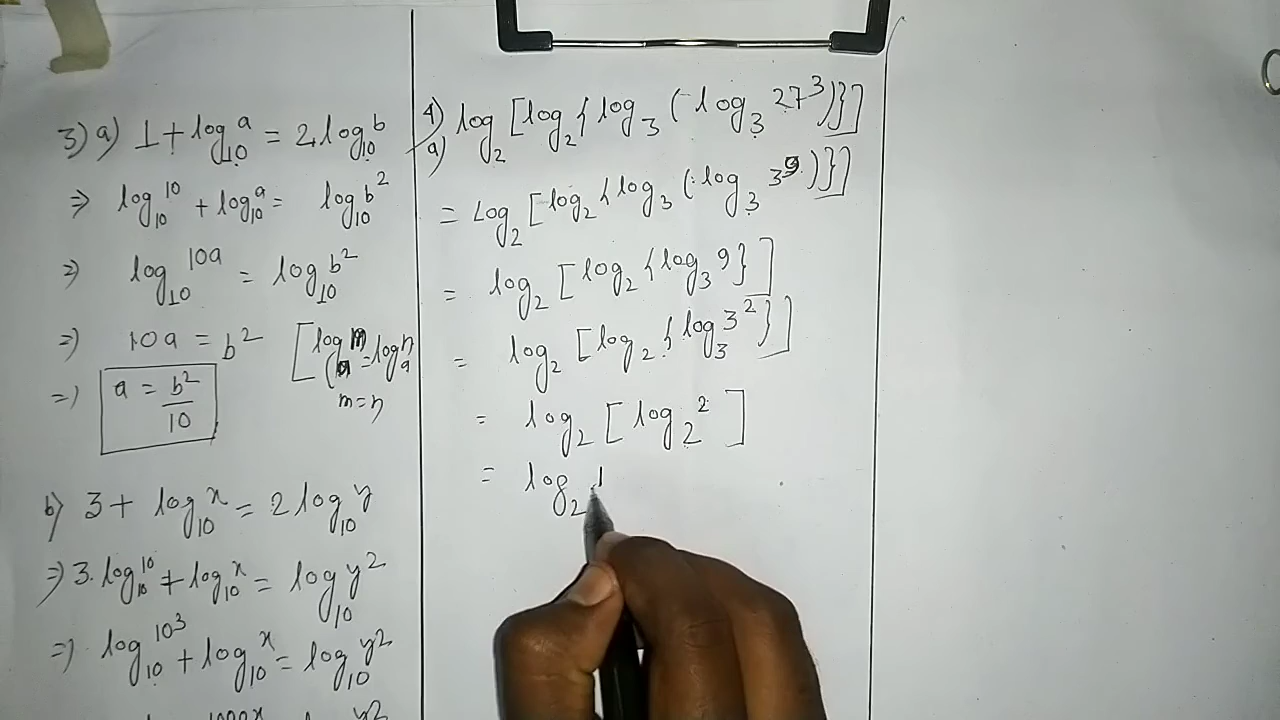 3) a) 1 + log₁₀ a = 2 log₁₀ b
⇒ log₁₀ 10 + log₁₀ a = log₁₀ b²
⇒ log₁₀ 10a = log₁₀ b²
⇒ 10a = b² [log m = logₐ n
m = n
⇒ a = b²/10
b) 3 + log₁₀ x = 2 log₁₀ y
⇒ 3. log₁₀ 10 + log₁₀ x = log₁₀ y²
⇒ log₁₀ 10³ + log₁₀ x = log₁₀ y²
4) a) log₂ [log₂ { log₃ ( log₃ 27³)}]
= Log₂ [log₂ { log₃ ( log₃ 3⁹ )}]
= log₂ [ log₂ { log₃ 9 } ]
= log₂ [ log₂ { log₃ 3² } ]
= log₂ [ log₂ 2 ]
= log₂ 1